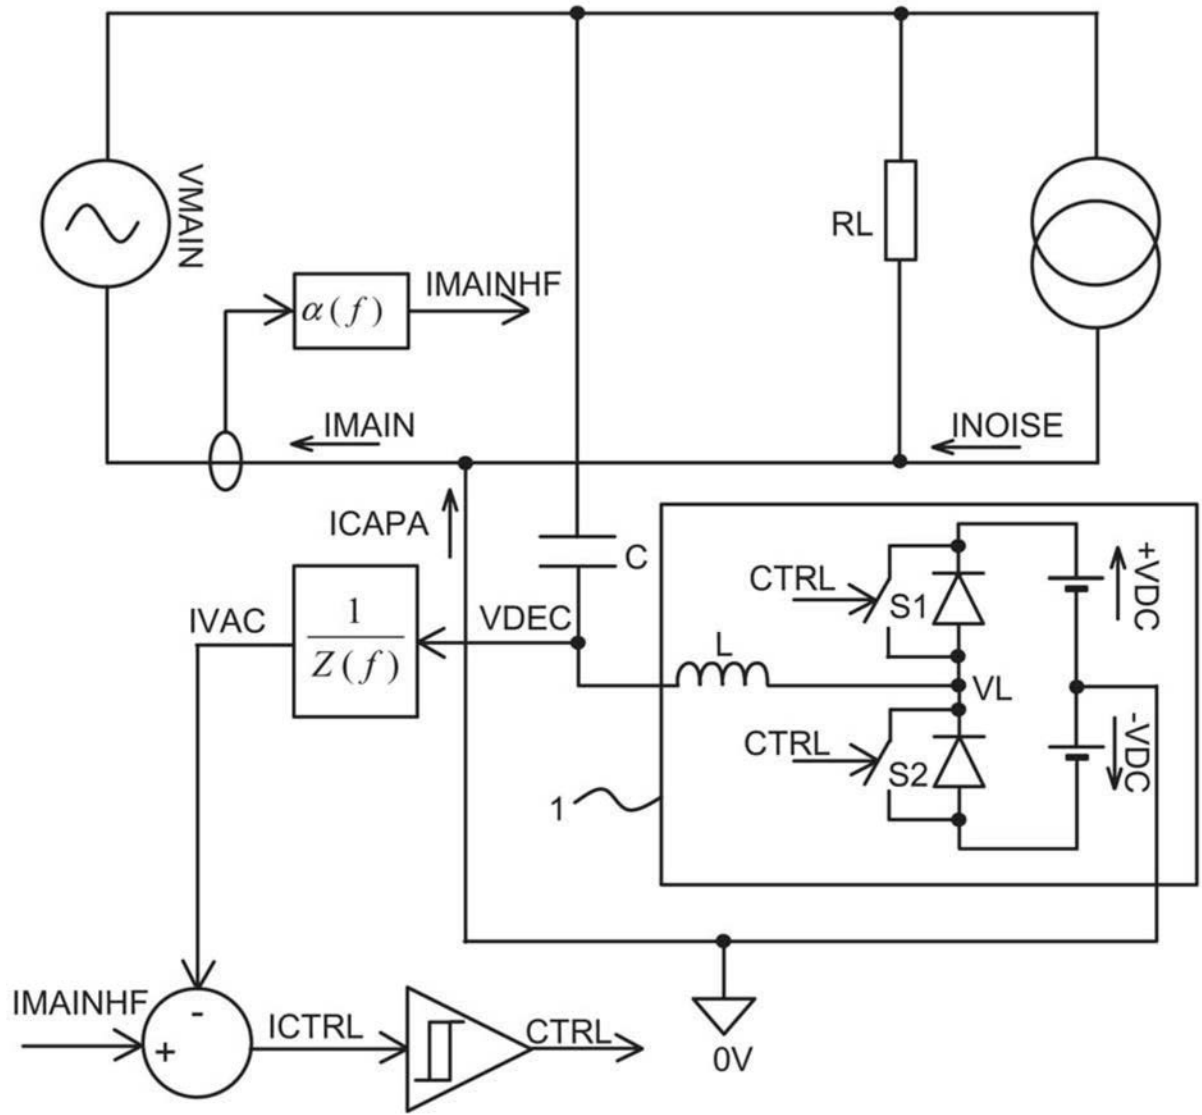 VMAIN
RL
α(f)
IMAINHF
IMAIN
INOISE
ICAPA
C
CTRL
S1
+VDC
IVAC
1
Z(f)
VDEC
L
VL
CTRL
S2
-VDC
1
IMAINHF
-
+
ICTRL
CTRL
0V